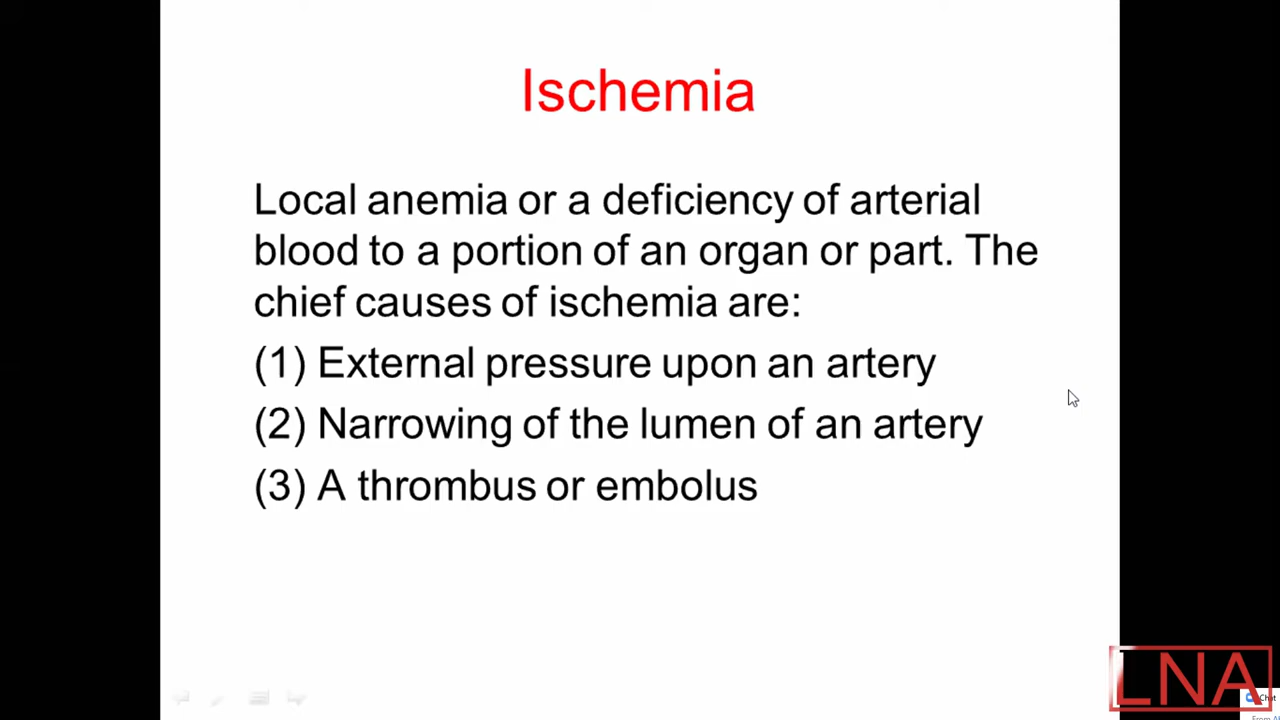 Ischemia
Local anemia or a deficiency of arterial
blood to a portion of an organ or part. The
chief causes of ischemia are:
(1) External pressure upon an artery
(2) Narrowing of the lumen of an artery
(3) A thrombus or embolus
LNA
Chat
From